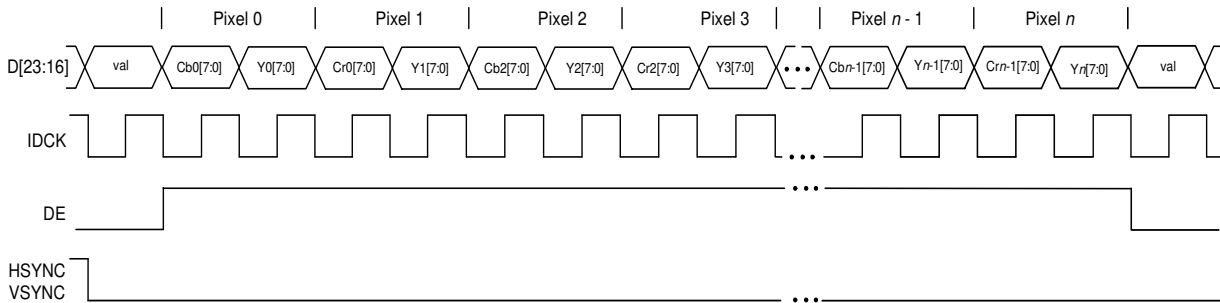 Pixel 0 Pixel 1 Pixel 2 Pixel 3 Pixel n - 1 Pixel n
D[23:16] val Cb0[7:0] Y0[7:0] Cr0[7:0] Y1[7:0] Cb2[7:0] Y2[7:0] Cr2[7:0] Y3[7:0] ••• Cbn-1[7:0] Yn-1[7:0] Crn-1[7:0] Yn[7:0] val
IDCK •••
DE •••
HSYNC
VSYNC •••